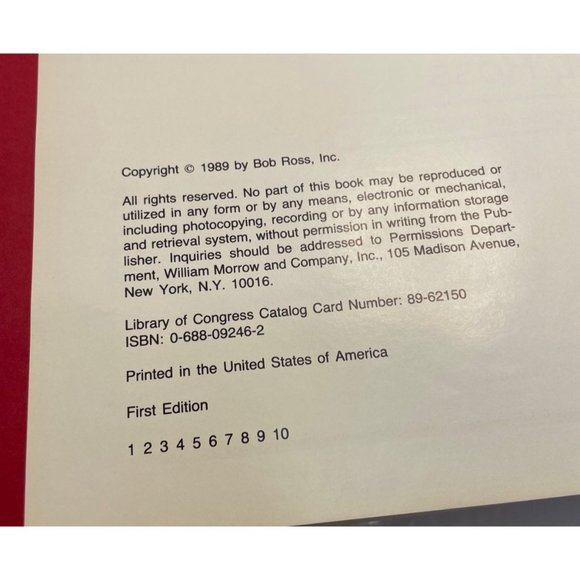 Copyright © 1989 by Bob Ross, Inc.
All rights reserved. No part of this book may be reproduced or
utilized in any form or by any means, electronic or mechanical,
including photocopying, recording or by any information storage
and retrieval system, without permission in writing from the Pub-
lisher. Inquiries should be addressed to Permissions Depart-
ment, William Morrow and Company, Inc., 105 Madison Avenue,
New York, N.Y. 10016.
Library of Congress Catalog Card Number: 89-62150
ISBN: 0-688-09246-2
Printed in the United States of America
First Edition
1 2 3 4 5 6 7 8 9 10